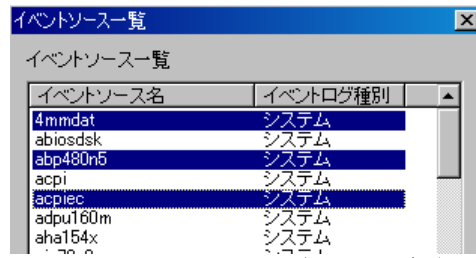 イベントソース一覧
イベントソース一覧
イベントソース名 イベントログ種別
4mmdat システム
abiosdsk システム
abp480n5 システム
acpi システム
acpiec システム
adpu160m システム
aha154x システム